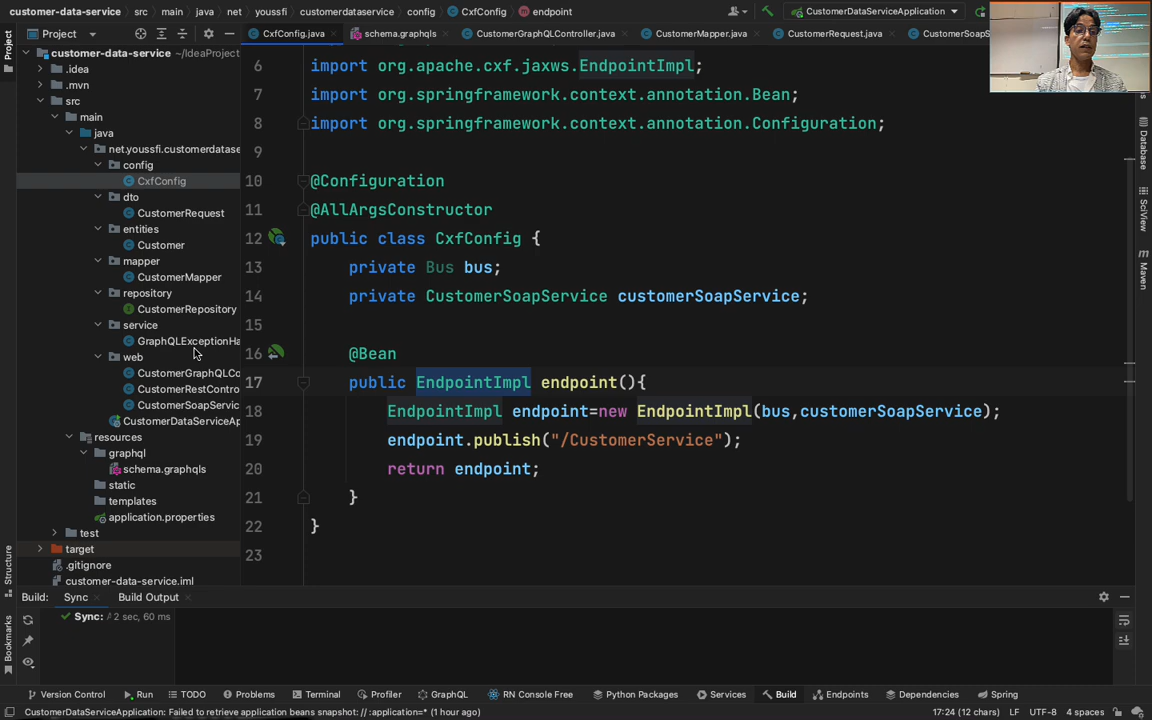 customer-data-service
src
main
java
net
youssfi
customerdataservice
config
CxfConfig
endpoint
CustomerDataServiceApplication
Project
CxfConfig.java
schema.graphqls
CustomerGraphQLController.java
CustomerMapper.java
CustomerRequest.java
CustomerSoapS
Project
customer-data-service ~/IdeaProject
.idea
.mvn
src
main
java
net.youssfi.customerdatase
config
CxfConfig
dto
CustomerRequest
entities
Customer
mapper
CustomerMapper
repository
CustomerRepository
service
GraphQLExceptionHa
web
CustomerGraphQLCo
CustomerRestContro
CustomerSoapServic
CustomerDataServiceAp
resources
graphql
schema.graphqls
static
templates
application.properties
test
target
.gitignore
customer-data-service.iml
6 import org.apache.cxf.jaxws.EndpointImpl;
7 import org.springframework.context.annotation.Bean;
8 import org.springframework.context.annotation.Configuration;
9
10 @Configuration
11 @AllArgsConstructor
12 public class CxfConfig {
13 private Bus bus;
14 private CustomerSoapService customerSoapService;
15
16 @Bean
17 public EndpointImpl endpoint(){
18 EndpointImpl endpoint=new EndpointImpl(bus,customerSoapService);
19 endpoint.publish("/CustomerService");
20 return endpoint;
21 }
22 }
23
Database
SciView
Maven
Structure
Bookmarks
Build:
Sync
Build Output
Sync: 2 sec, 60 ms
Version Control
Run
TODO
Problems
Terminal
Profiler
GraphQL
RN Console Free
Python Packages
Services
Build
Endpoints
Dependencies
Spring
CustomerDataServiceApplication: Failed to retrieve application beans snapshot: // :application=* (1 hour ago)
17:24 (12 chars)
LF
UTF-8
4 spaces